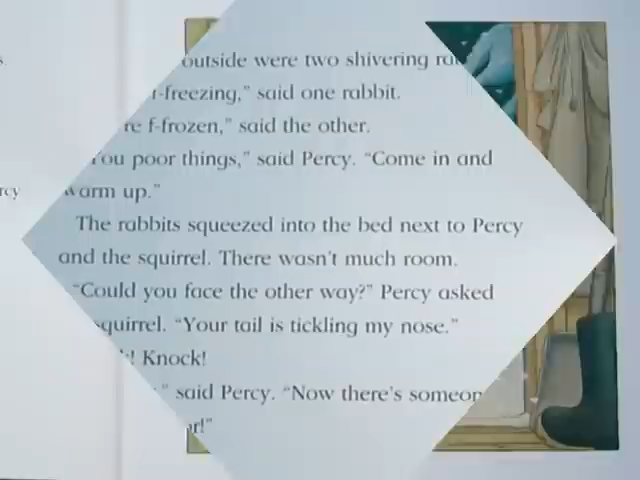 outside were two shivering
-freezing," said one rabbit.
re f-frozen," said the other.
You poor things," said Percy. "Come in and
warm up."
rcy
The rabbits squeezed into the bed next to Percy
and the squirrel. There wasn't much room.
"Could you face the other way?" Percy asked
squirrel. "Your tail is tickling my nose."
! Knock!
" said Percy. "Now there's someon
r!"